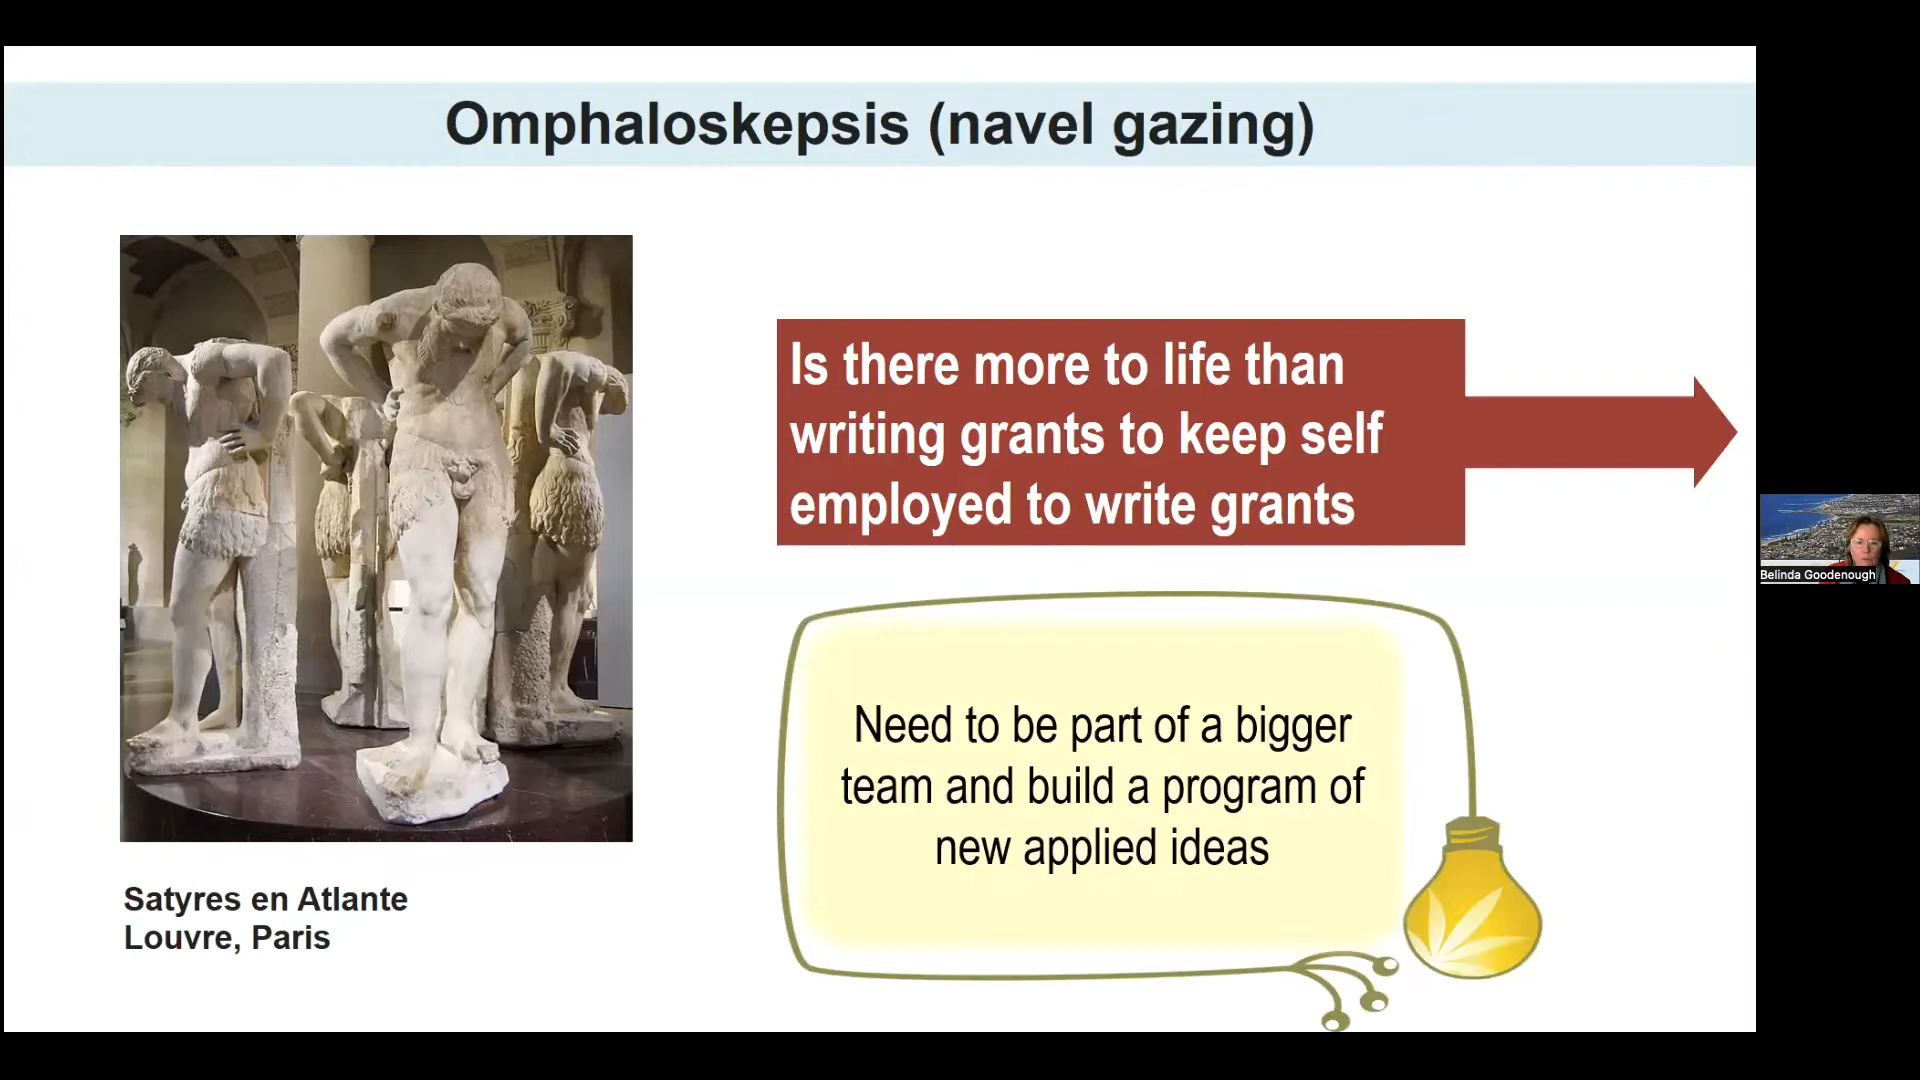 Omphaloskepsis (navel gazing)
Is there more to life than
writing grants to keep self
employed to write grants
Need to be part of a bigger
team and build a program of
new applied ideas
Satyres en Atlante
Louvre, Paris
Belinda Goodenough